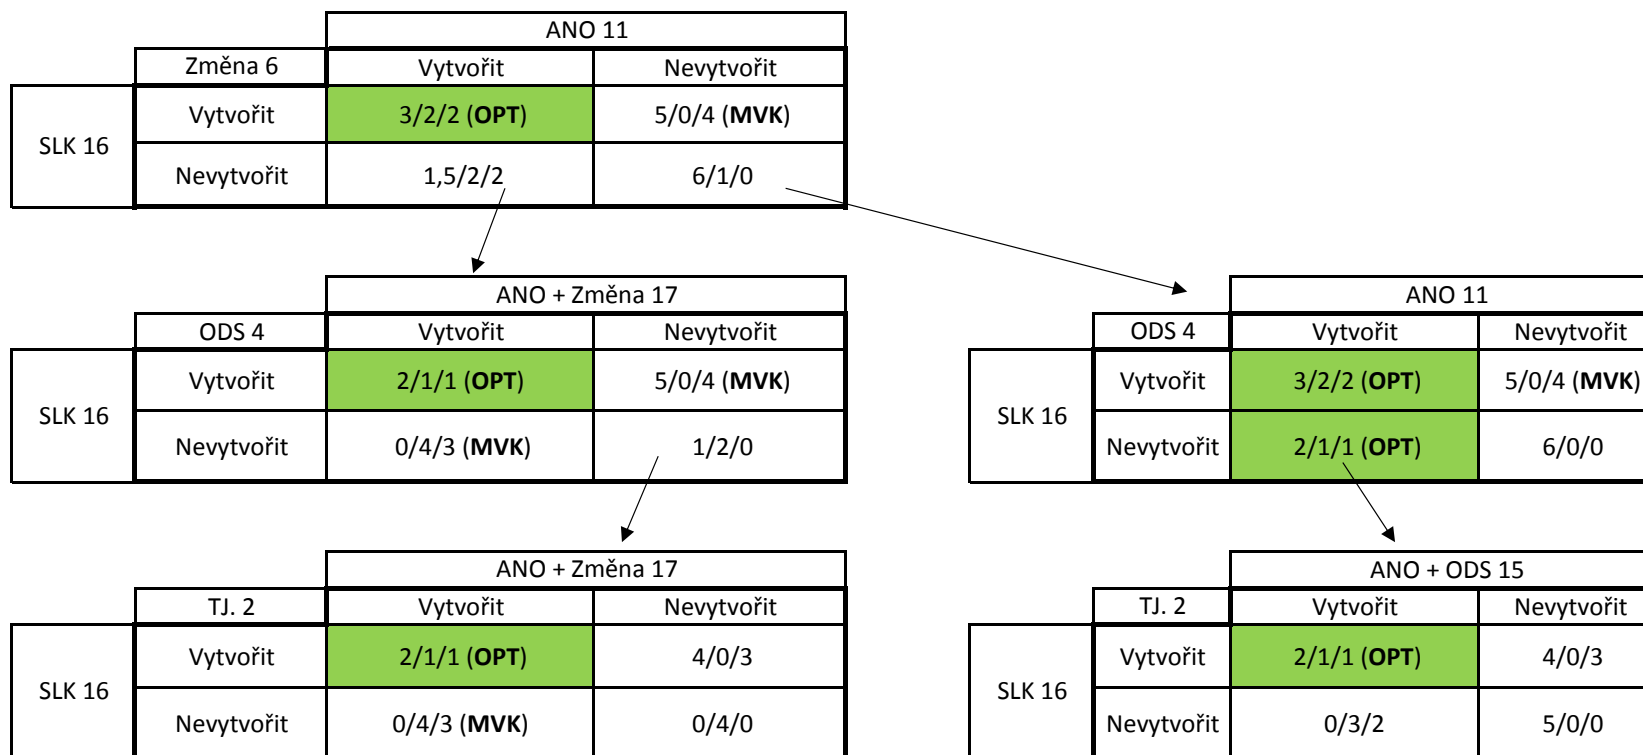 ANO 11
Změna 6 Vytvořit Nevytvořit
SLK 16 Vytvořit 3/2/2 (OPT) 5/0/4 (MVK)
Nevytvořit 1,5/2/2 6/1/0
ANO + Změna 17 ANO 11
ODS 4 Vytvořit Nevytvořit ODS 4 Vytvořit Nevytvořit
SLK 16 Vytvořit 2/1/1 (OPT) 5/0/4 (MVK) SLK 16 Vytvořit 3/2/2 (OPT) 5/0/4 (MVK)
Nevytvořit 0/4/3 (MVK) 1/2/0 Nevytvořit 2/1/1 (OPT) 6/0/0
ANO + Změna 17 ANO + ODS 15
TJ. 2 Vytvořit Nevytvořit TJ. 2 Vytvořit Nevytvořit
SLK 16 Vytvořit 2/1/1 (OPT) 4/0/3 SLK 16 Vytvořit 2/1/1 (OPT) 4/0/3
Nevytvořit 0/4/3 (MVK) 0/4/0 Nevytvořit 0/3/2 5/0/0